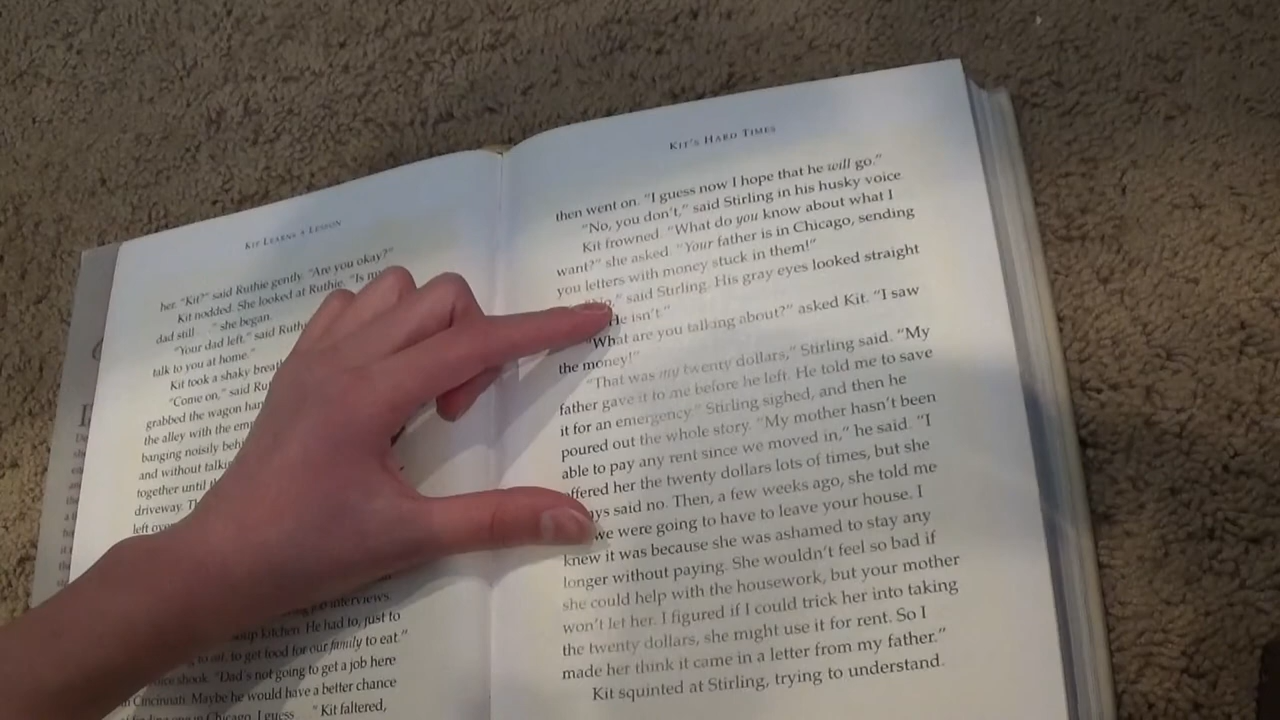 KIT LEARNS A LESSON
her. "Kit?" said Ruthie gently. "Are you okay?"
Kit nodded. She looked at Ruthie. "Is my
dad still . . ." she began.
"Your dad left," said Ruth
talk to you at home."
Kit took a shaky breat
"Come on," said Ru
grabbed the wagon han
the alley with the emp
banging noisily behi
and without talki
together until t
driveway. Th
left over
interviews.
soup kitchen. He had to, just to
to eat, to get food for our family to eat."
shook. "Dad's not going to get a job here
in Cincinnati. Maybe he would have a better chance
of finding one in Chicago. I guess . . ." Kit faltered,
KIT'S HARD TIMES
then went on. "I guess now I hope that he will go."
"No, you don't," said Stirling in his husky voice
Kit frowned. "What do you know about what I
want?" she asked. "Your father is in Chicago, sending
you letters with money stuck in them!"
"No," said Stirling. His gray eyes looked straight
He isn't."
"What are you talking about?" asked Kit. "I saw
the money!"
"That was my twenty dollars," Stirling said. "My
father gave it to me before he left. He told me to save
it for an emergency." Stirling sighed, and then he
poured out the whole story. "My mother hasn't been
able to pay any rent since we moved in," he said. "I
offered her the twenty dollars lots of times, but she
ays said no. Then, a few weeks ago, she told me
we were going to have to leave your house. I
knew it was because she was ashamed to stay any
longer without paying. She wouldn't feel so bad if
she could help with the housework, but your mother
won't let her. I figured if I could trick her into taking
the twenty dollars, she might use it for rent. So I
made her think it came in a letter from my father."
Kit squinted at Stirling, trying to understand.